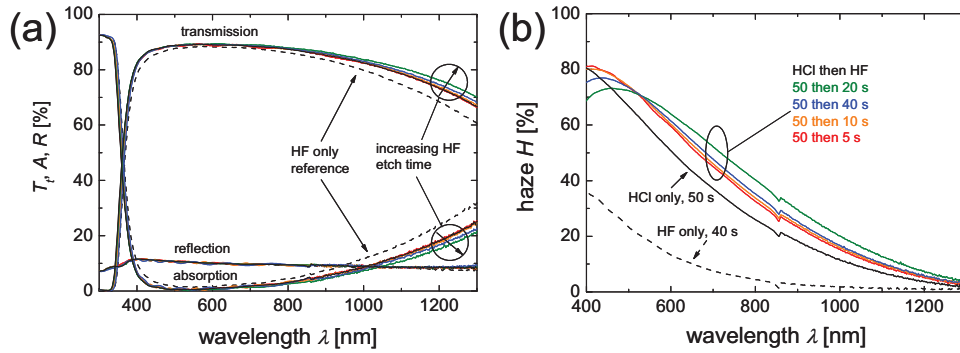 (a)
100
80
60
40
20
0
T_t, A, R [%]
transmission
HF only
reference
increasing HF
etch time
reflection
absorption
400 600 800 1000 1200
wavelength λ [nm]
(b)
100
80
60
40
20
0
haze H [%]
HCl then HF
50 then 20 s
50 then 40 s
50 then 10 s
50 then 5 s
HCl only, 50 s
HF only, 40 s
400 600 800 1000 1200
wavelength λ [nm]